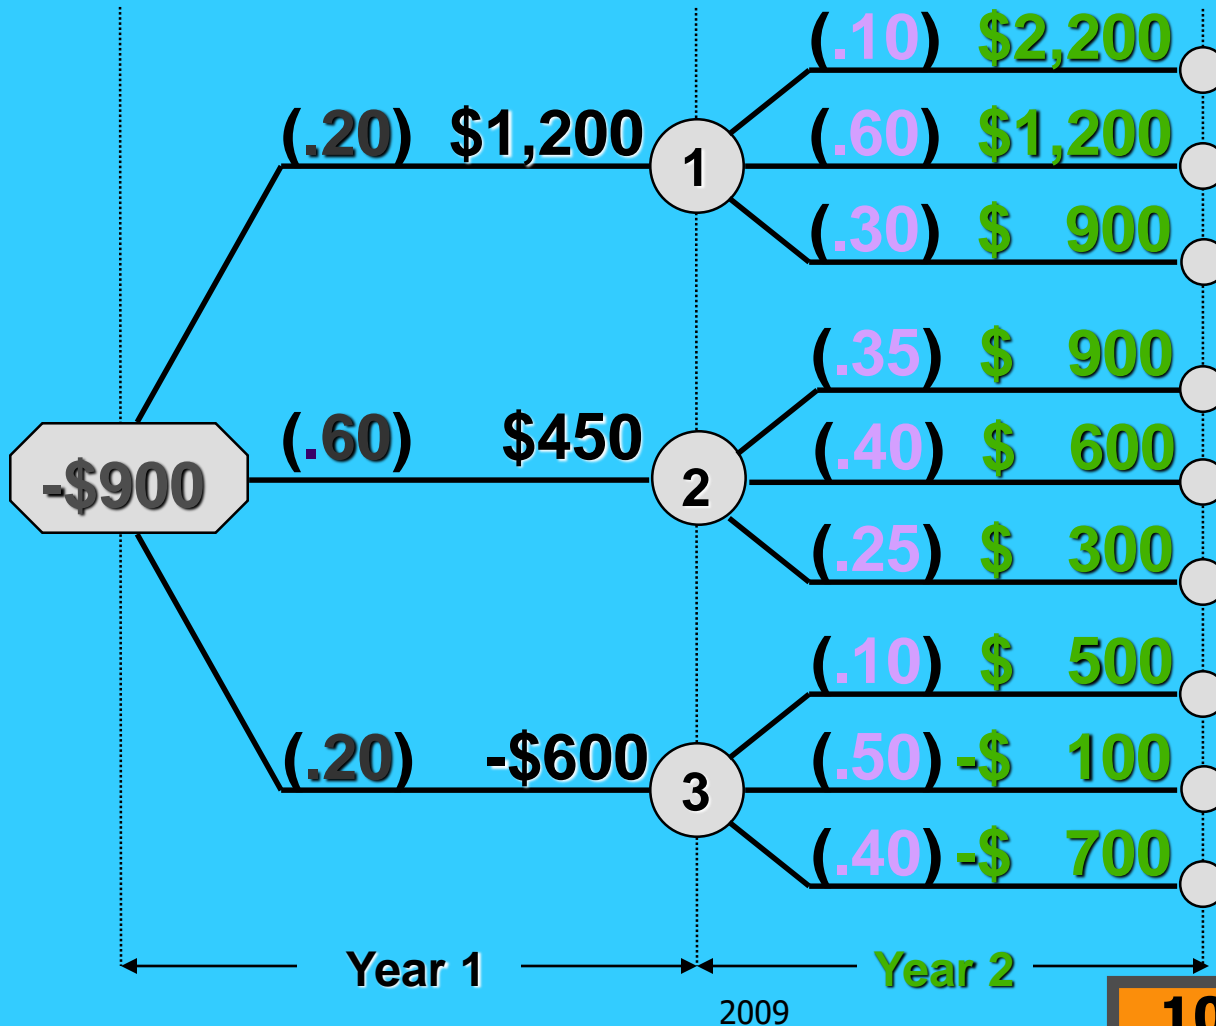 (.10) $2,200
(.20) $1,200
1
(.60) $1,200
(.30) $ 900
(.35) $ 900
-$900
(.60) $450
2
(.40) $ 600
(.25) $ 300
(.10) $ 500
(.20) -$600
3
(.50) -$ 100
(.40) -$ 700
Year 1
Year 2
2009
10